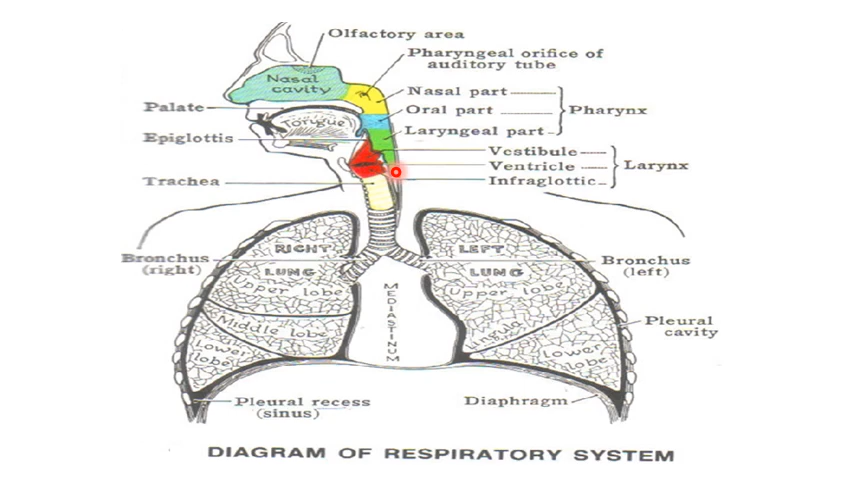 Olfactory area
Pharyngeal orifice of
auditory tube
Nasal
cavity
Nasal part
Palate
Oral part
Pharynx
Tongue
Epiglottis
Laryngeal part
Vestibule
Ventricle
Larynx
Trachea
Infraglottic
RIGHT
LEFT
Bronchus
(right)
Bronchus
(left)
LUNG
LUNG
Upper lobe
Upper lobe
MEDIASTINUM
Middle lobe
Lingula
Pleural
cavity
Lower
lobe
Lower
lobe
Pleural recess
(sinus)
Diaphragm
DIAGRAM OF RESPIRATORY SYSTEM